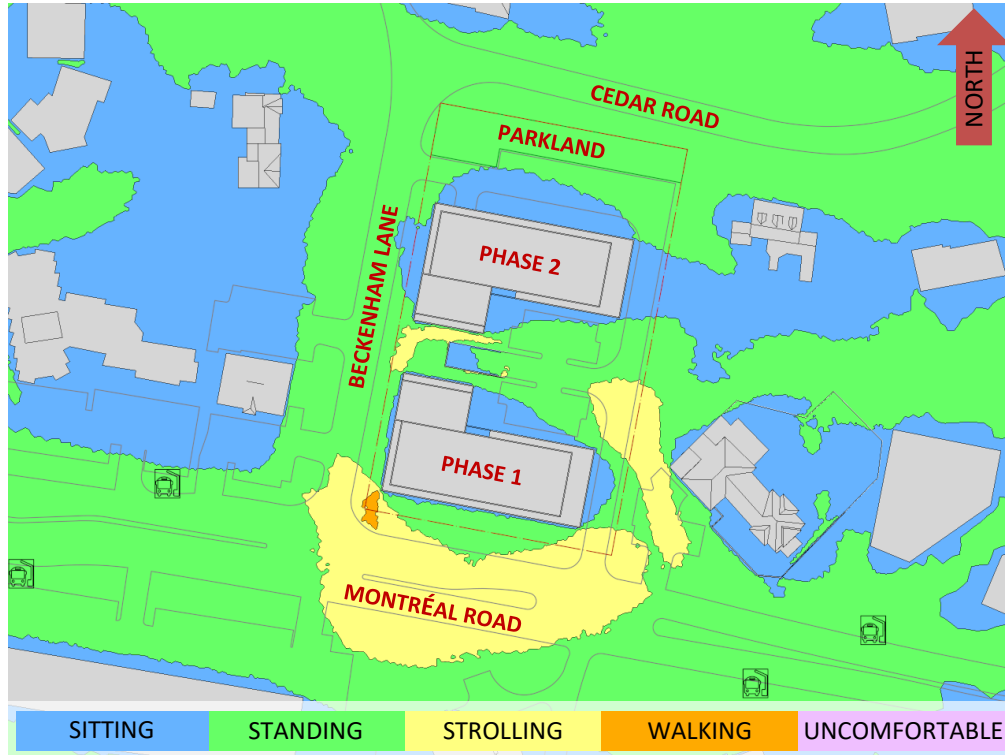 NORTH
CEDAR ROAD
PARKLAND
BECKENHAM LANE
PHASE 2
PHASE 1
MONTRÉAL ROAD
SITTING
STANDING
STROLLING
WALKING
UNCOMFORTABLE